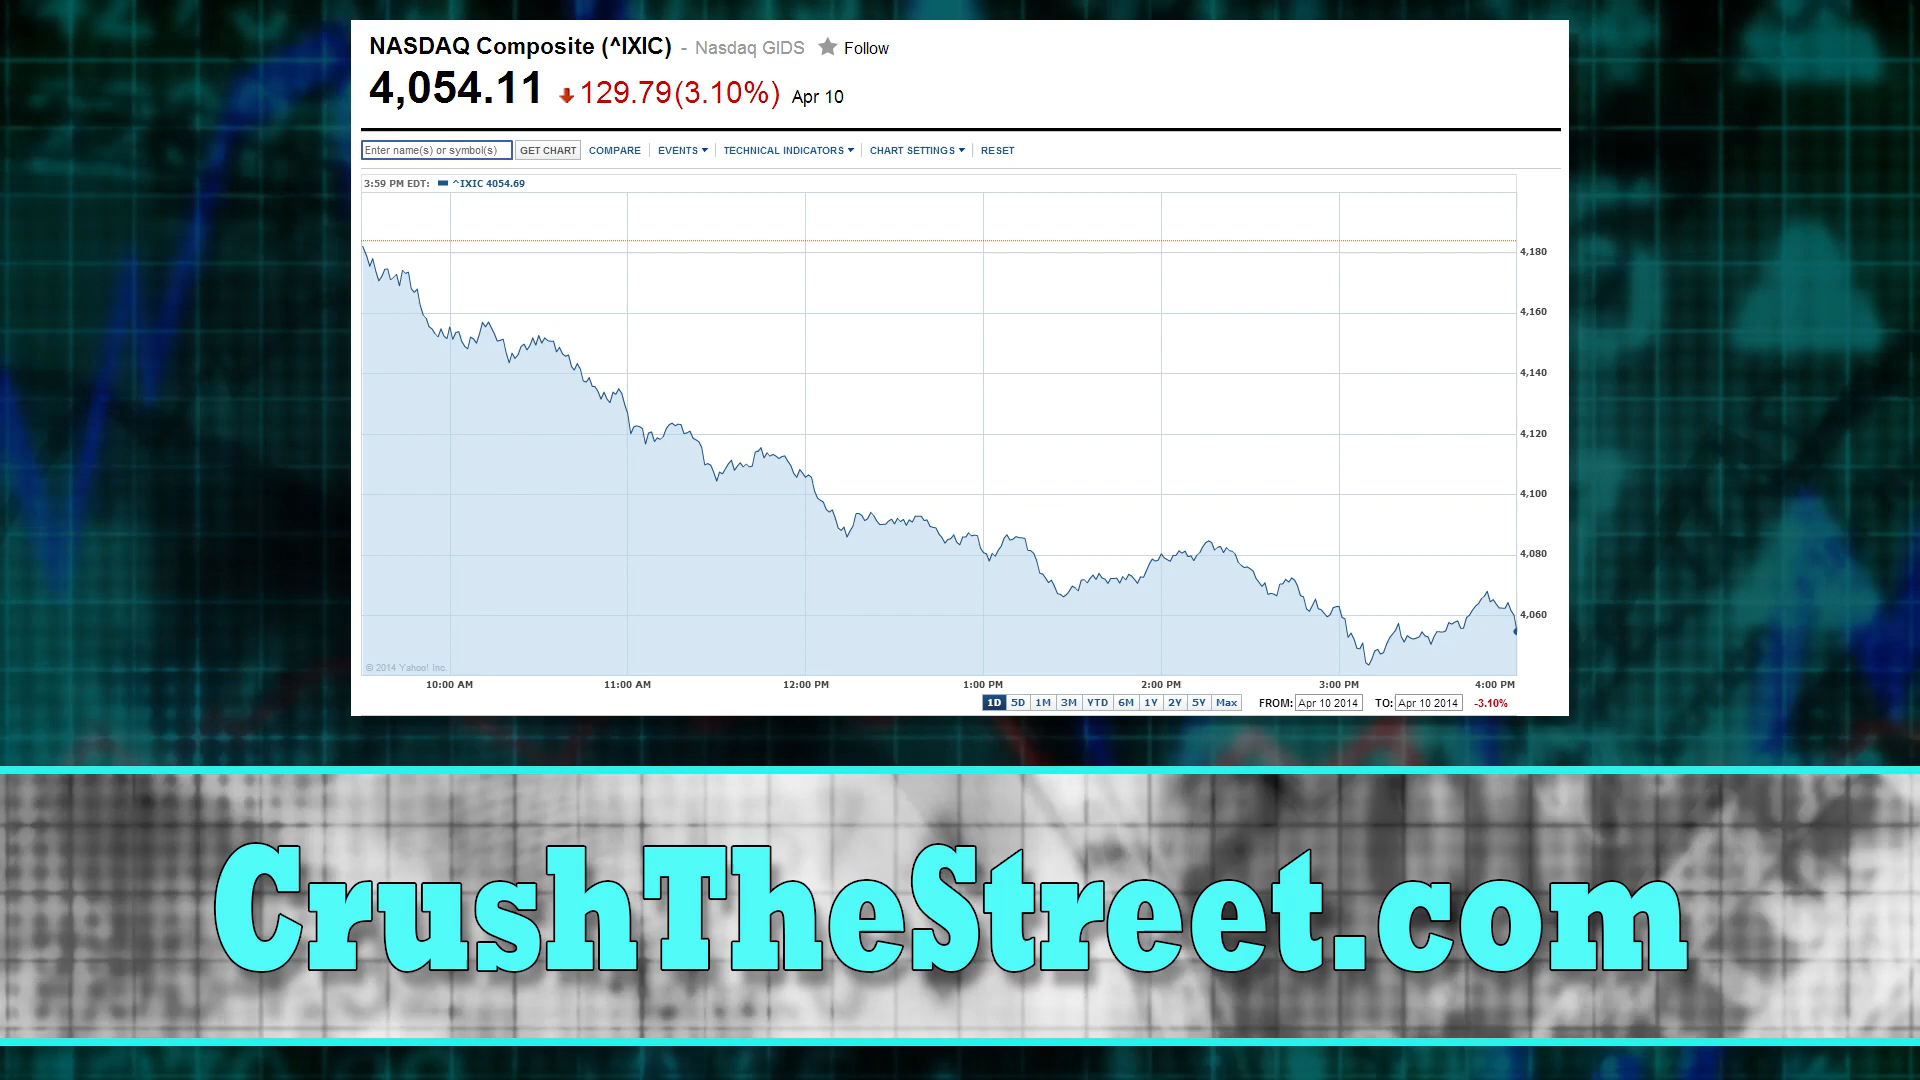 NASDAQ Composite (^IXIC) - Nasdaq GIDS Follow
4,054.11 129.79(3.10%) Apr 10
Enter name(s) or symbol(s) GET CHART COMPARE EVENTS TECHNICAL INDICATORS CHART SETTINGS RESET
3:59 PM EDT: ^IXIC 4054.69
4,180
4,160
4,140
4,120
4,100
4,080
4,060
© 2014 Yahoo! Inc.
10:00 AM 11:00 AM 12:00 PM 1:00 PM 2:00 PM 3:00 PM 4:00 PM
1D 5D 1M 3M YTD 6M 1Y 2Y 5Y Max FROM: Apr 10 2014 TO: Apr 10 2014 -3.10%
CrushTheStreet.com